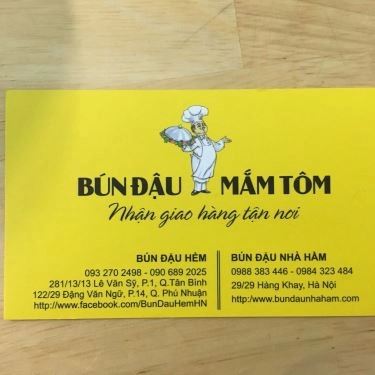 BÚN ĐẬU MẮM TÔM
Nhận giao hàng tận nơi
BÚN ĐẬU HẺM
093 270 2498 - 090 689 2025
281/13/13 Lê Văn Sỹ, P.1, Q.Tân Bình
122/29 Đặng Văn Ngữ, P.14, Q. Phú Nhuận
http://www.facebook.com/BunDauHemHN
BÚN ĐẬU NHÀ HÂM
0988 383 446 - 0984 323 484
29/29 Hàng Khay, Hà Nội
http:/www.bundaunhaham.com